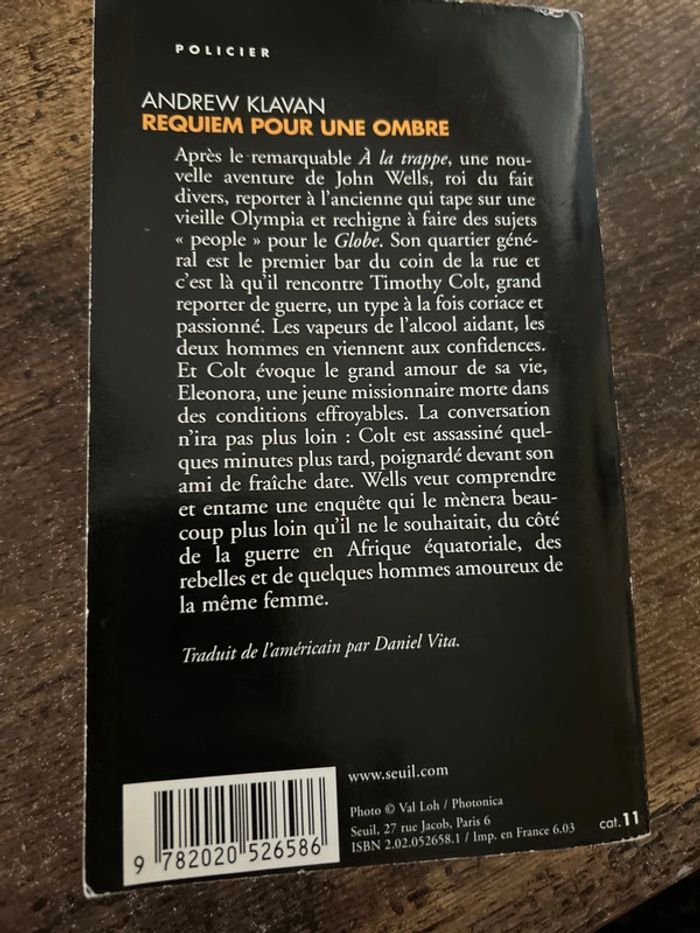 POLICIER
ANDREW KLAVAN
REQUIEM POUR UNE OMBRE
Après le remarquable À la trappe, une nou-
velle aventure de John Wells, roi du fait
divers, reporter à l'ancienne qui tape sur une
vieille Olympia et rechigne à faire des sujets
« people » pour le Globe. Son quartier géné-
ral est le premier bar du coin de la rue et
c'est là qu'il rencontre Timothy Colt, grand
reporter de guerre, un type à la fois coriace et
passionné. Les vapeurs de l'alcool aidant, les
deux hommes en viennent aux confidences.
Et Colt évoque le grand amour de sa vie,
Eleonora, une jeune missionnaire morte dans
des conditions effroyables. La conversation
n'ira pas plus loin : Colt est assassiné quel-
ques minutes plus tard, poignardé devant son
ami de fraîche date. Wells veut comprendre
et entame une enquête qui le mènera beau-
coup plus loin qu'il ne le souhaitait, du côté
de la guerre en Afrique équatoriale, des
rebelles et de quelques hommes amoureux de
la même femme.
Traduit de l'américain par Daniel Vita.
www.seuil.com
Photo © Val Loh / Photonica
Seuil, 27 rue Jacob, Paris 6
ISBN 2.02.052658.1 / Imp. en France 6.03
cat.11
9 782020 526586